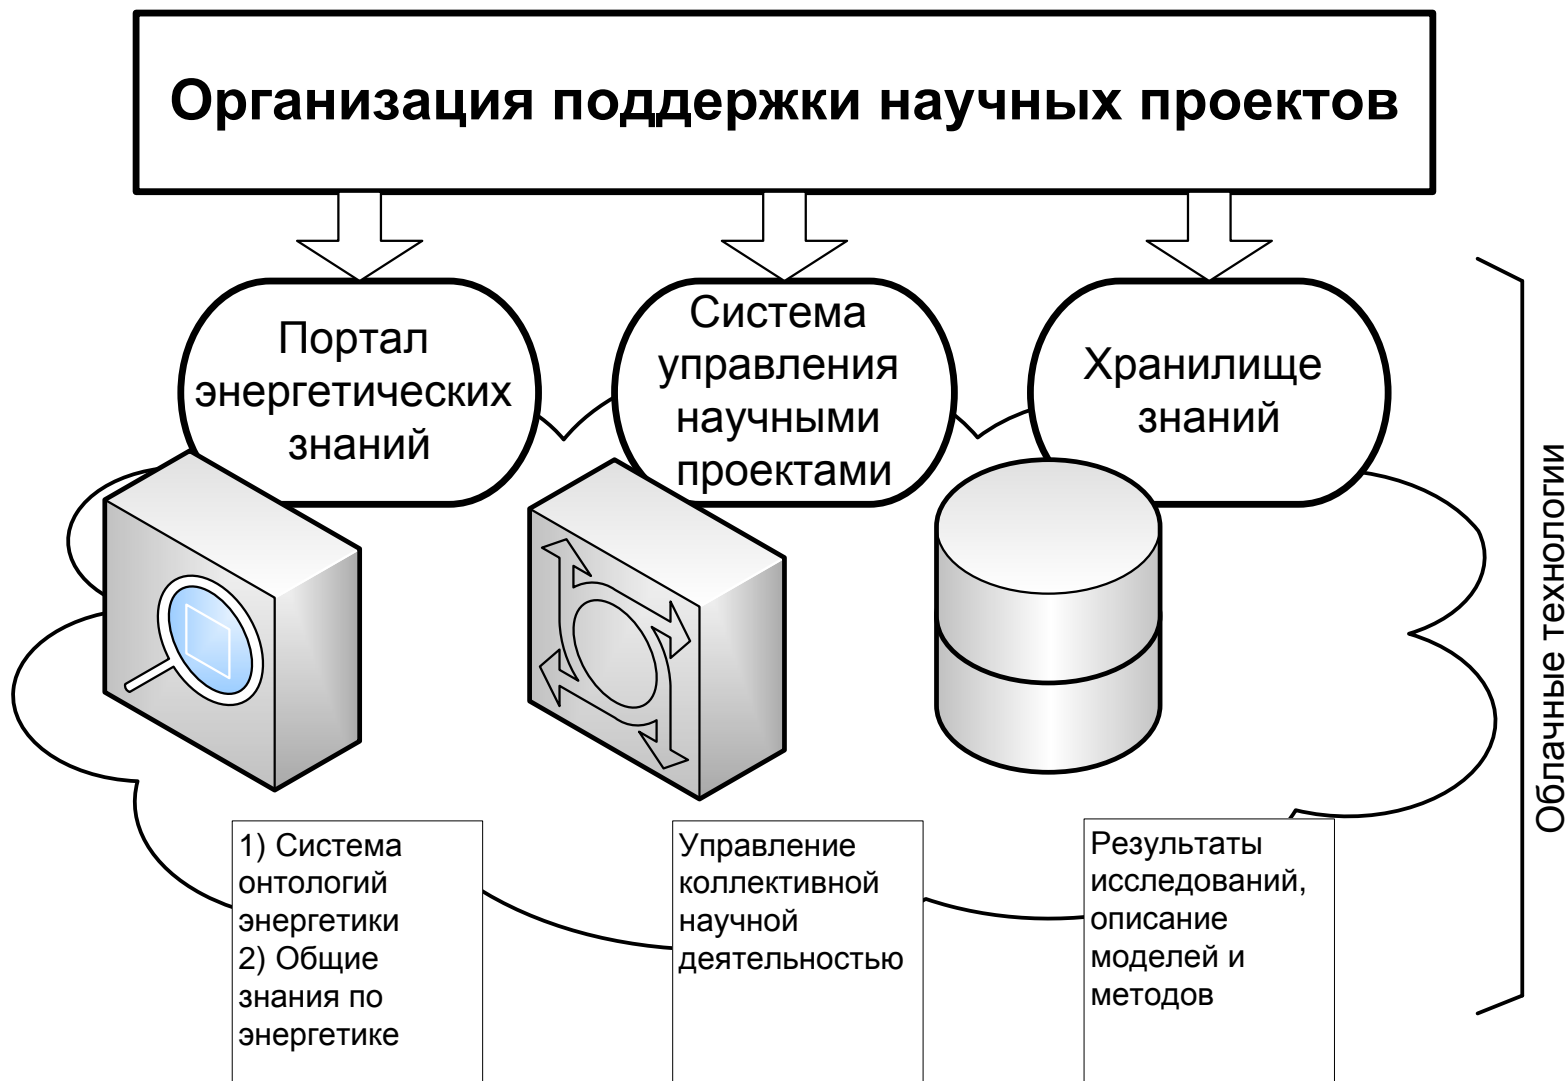 Организация поддержки научных проектов
Портал
энергетических
знаний
Система
управления
научными
проектами
Хранилище
знаний
Облачные технологии
1) Система
онтологий
энергетики
2) Общие
знания по
энергетике
Управление
коллективной
научной
деятельностью
Результаты
исследований,
описание
моделей и
методов